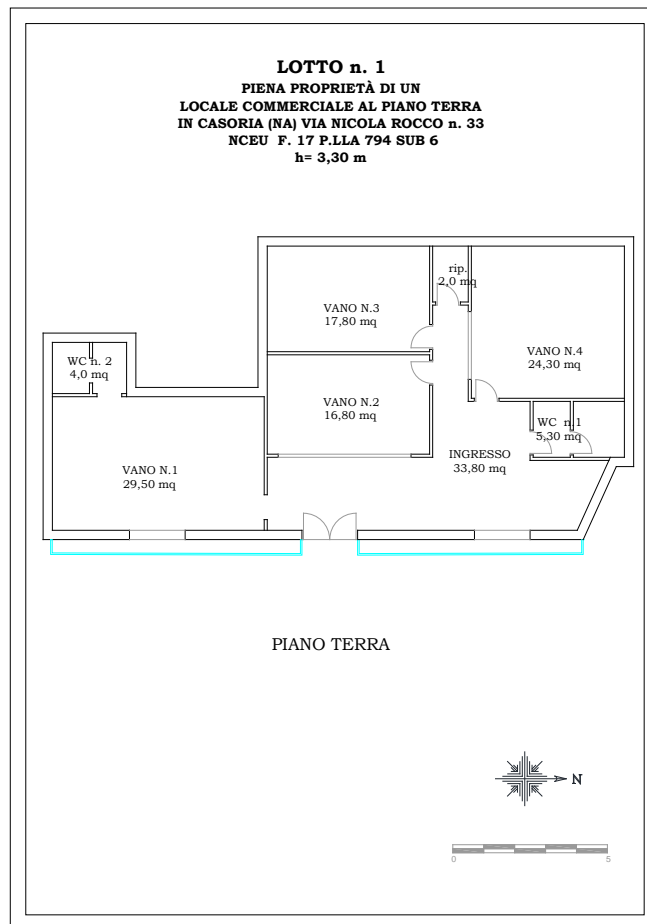 LOTTO n. 1
PIENA PROPRIETÀ DI UN
LOCALE COMMERCIALE AL PIANO TERRA
IN CASORIA (NA) VIA NICOLA ROCCO n. 33
NCEU F. 17 P.LLA 794 SUB 6
h= 3,30 m
rip.
2,0 mq
VANO N.3
17,80 mq
VANO N.4
24,30 mq
WC n. 2
4,0 mq
VANO N.2
16,80 mq
WC n.1
5,30 mq
INGRESSO
33,80 mq
VANO N.1
29,50 mq
PIANO TERRA
N
0 5